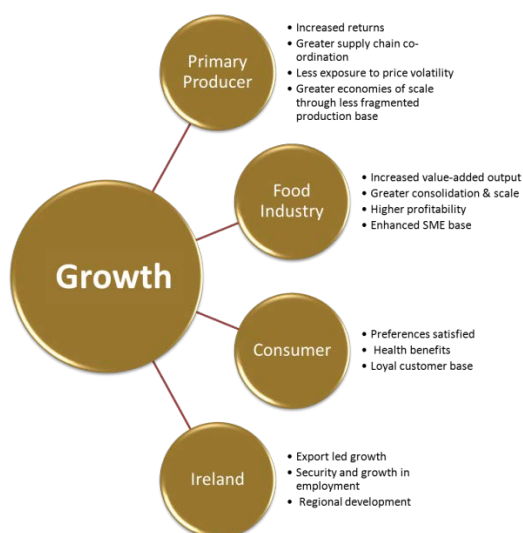 Primary
Producer
• Increased returns
• Greater supply chain co-
ordination
• Less exposure to price volatility
• Greater economies of scale
through less fragmented
production base
Food
Industry
• Increased value-added output
• Greater consolidation & scale
• Higher profitability
• Enhanced SME base
Growth
Consumer
• Preferences satisfied
• Health benefits
• Loyal customer base
Ireland
• Export led growth
• Security and growth in
employment
• Regional development